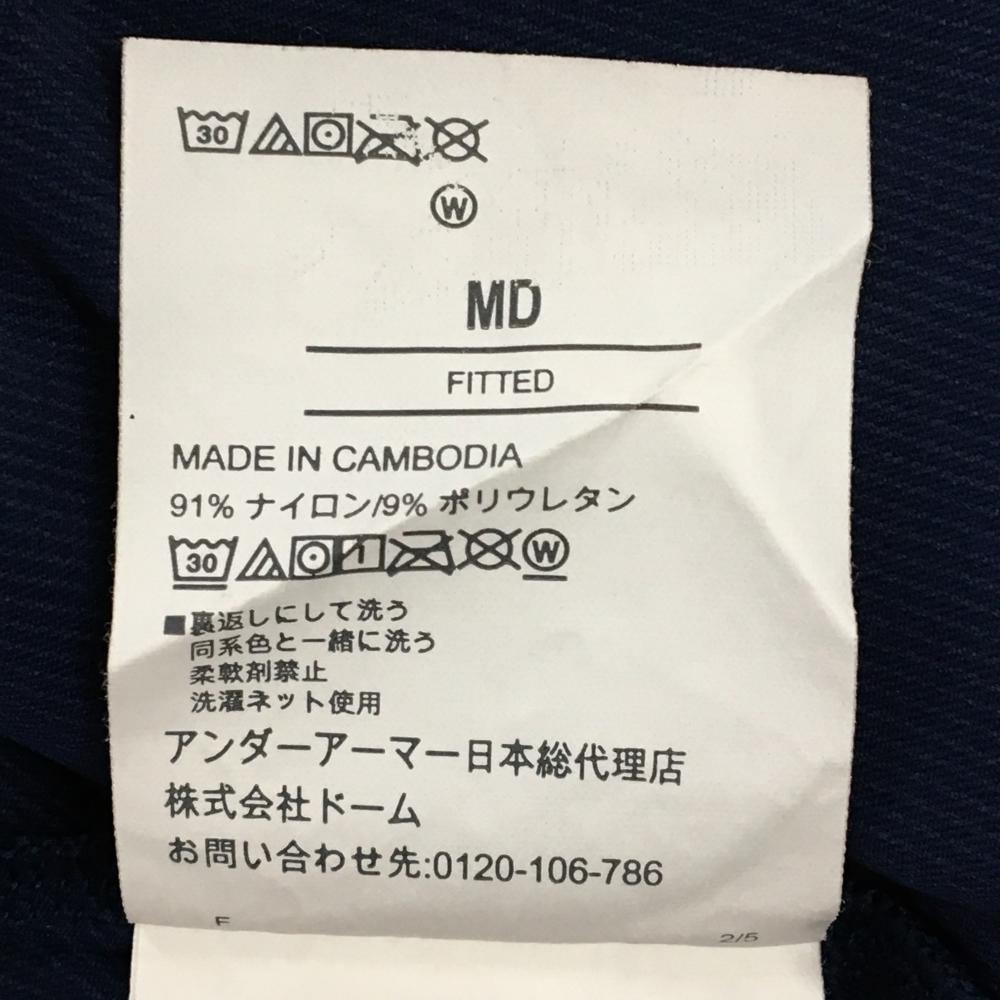 30
W
MD
FITTED
MADE IN CAMBODIA
91% ナイロン/9% ポリウレタン
30 W
■裏返しにして洗う
同系色と一緒に洗う
柔軟剤禁止
洗濯ネット使用
アンダーアーマー日本総代理店
株式会社ドーム
お問い合わせ先:0120-106-786
F 2/5